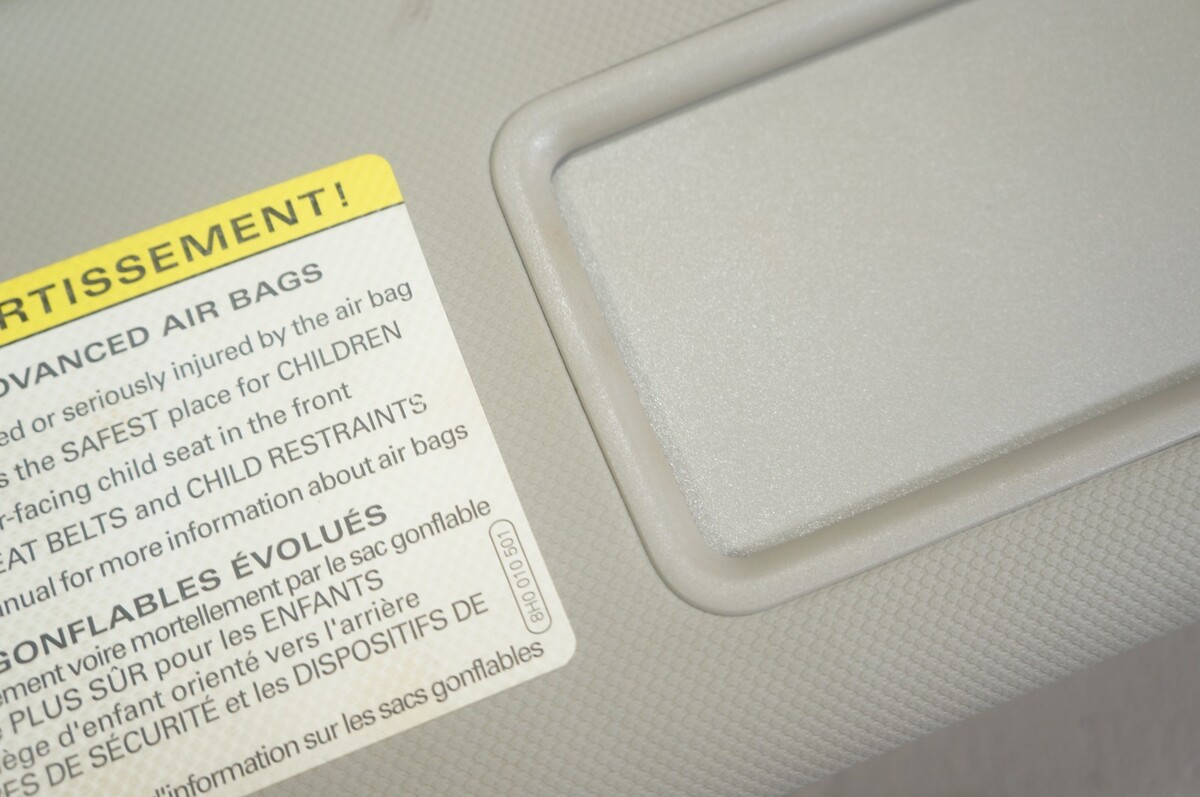 RTISSEMENT!
DVANCED AIR BAGS
ed or seriously injured by the air bag
s the SAFEST place for CHILDREN
r-facing child seat in the front
EAT BELTS and CHILD RESTRAINTS
nual for more information about air bags
GONFLABLES ÉVOLUÉS
ement voire mortellement par le sac gonflable
e PLUS SÛR pour les ENFANTS
iège d'enfant orienté vers l'arrière
RES DE SÉCURITÉ et les DISPOSITIFS DE
d'information sur les sacs gonflables
8H0 010 501